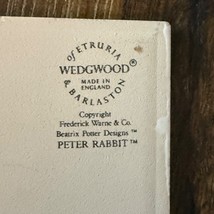 of ETRURIA
WEDGWOOD®
MADE IN
ENGLAND
& BARLASTON
Copyright
Frederick Warne & Co.
Beatrix Potter Designs™
PETER RABBIT™